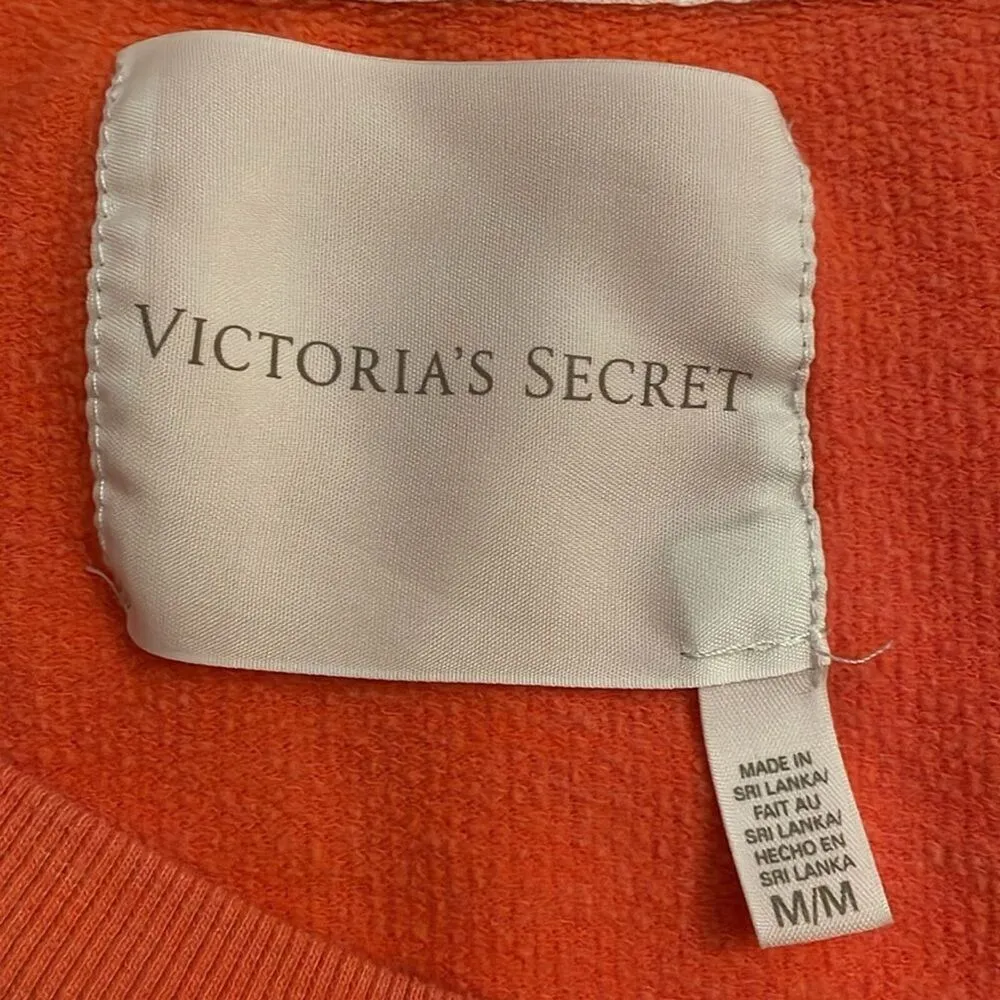 VICTORIA'S SECRET
MADE IN
SRI LANKA/
FAIT AU
SRI LANKA/
HECHO EN
SRI LANKA
M/M